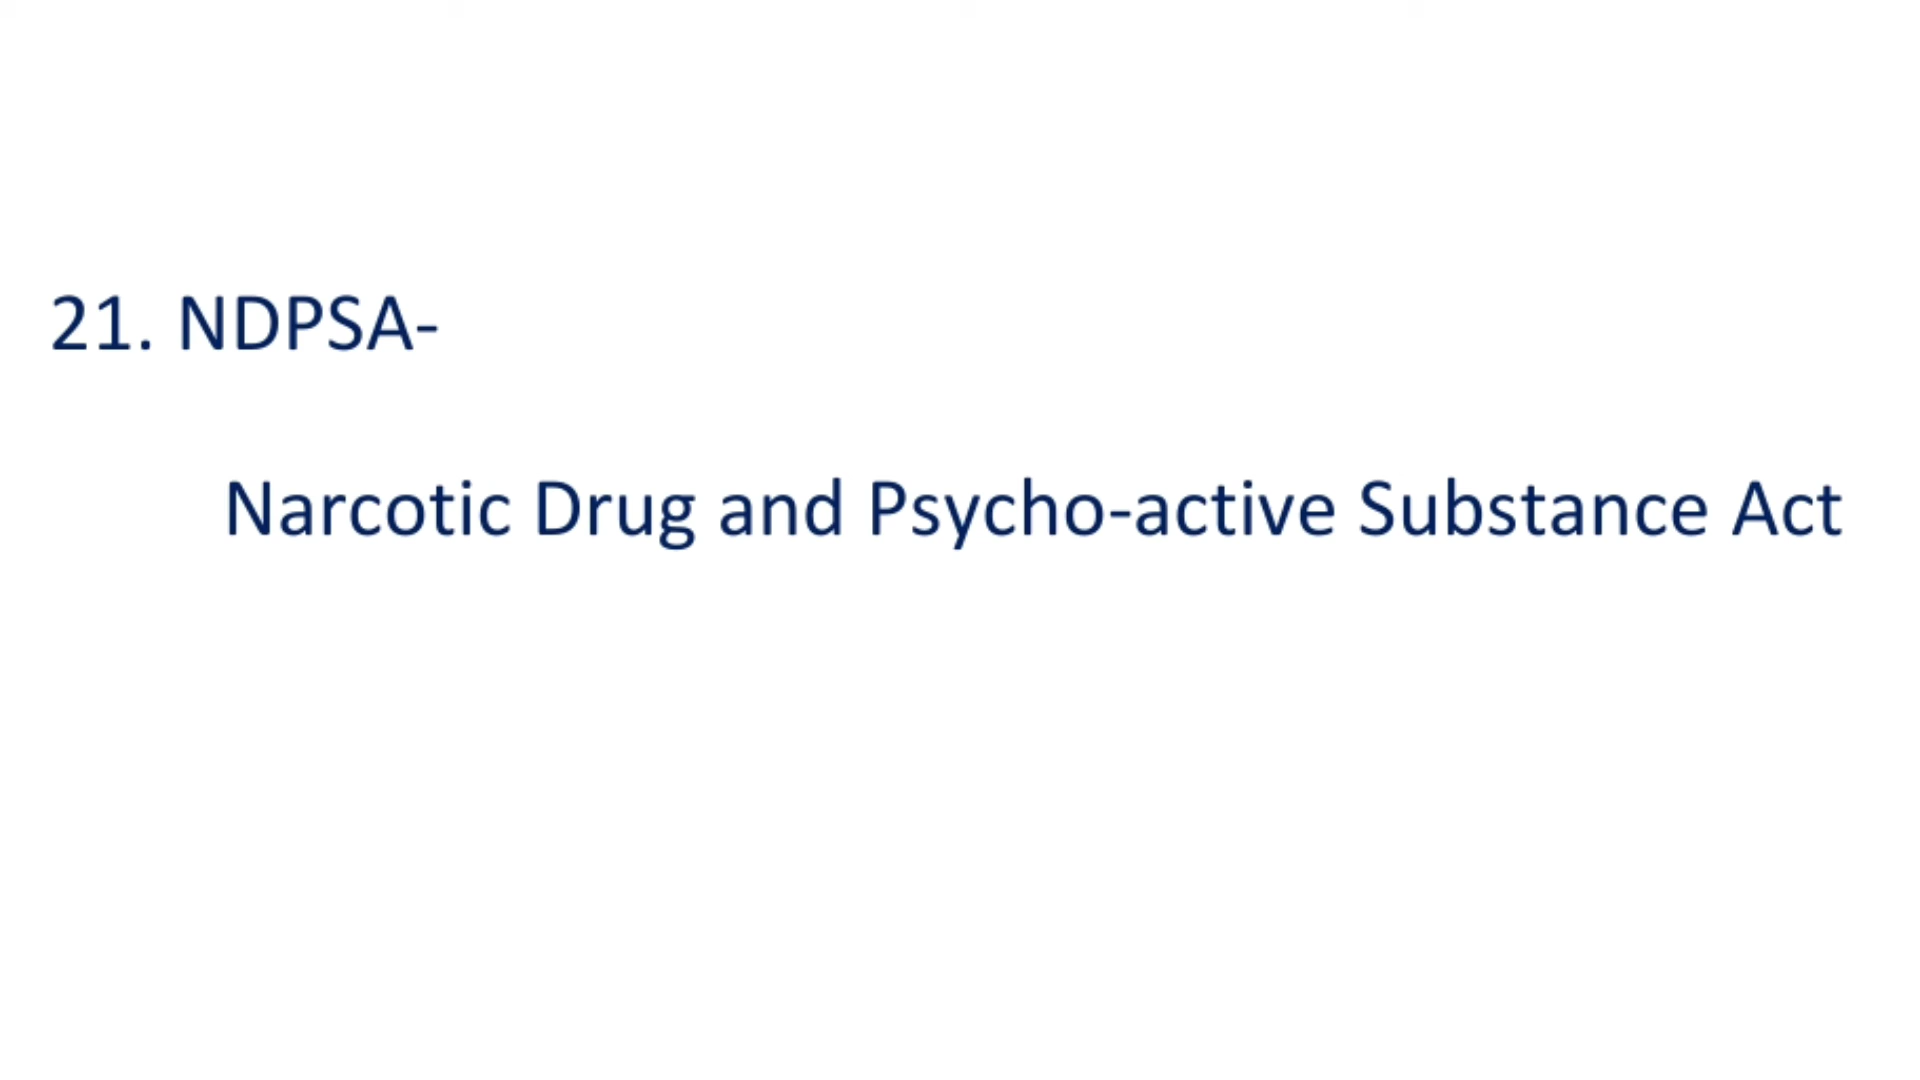 21. NDPSA-
Narcotic Drug and Psycho-active Substance Act